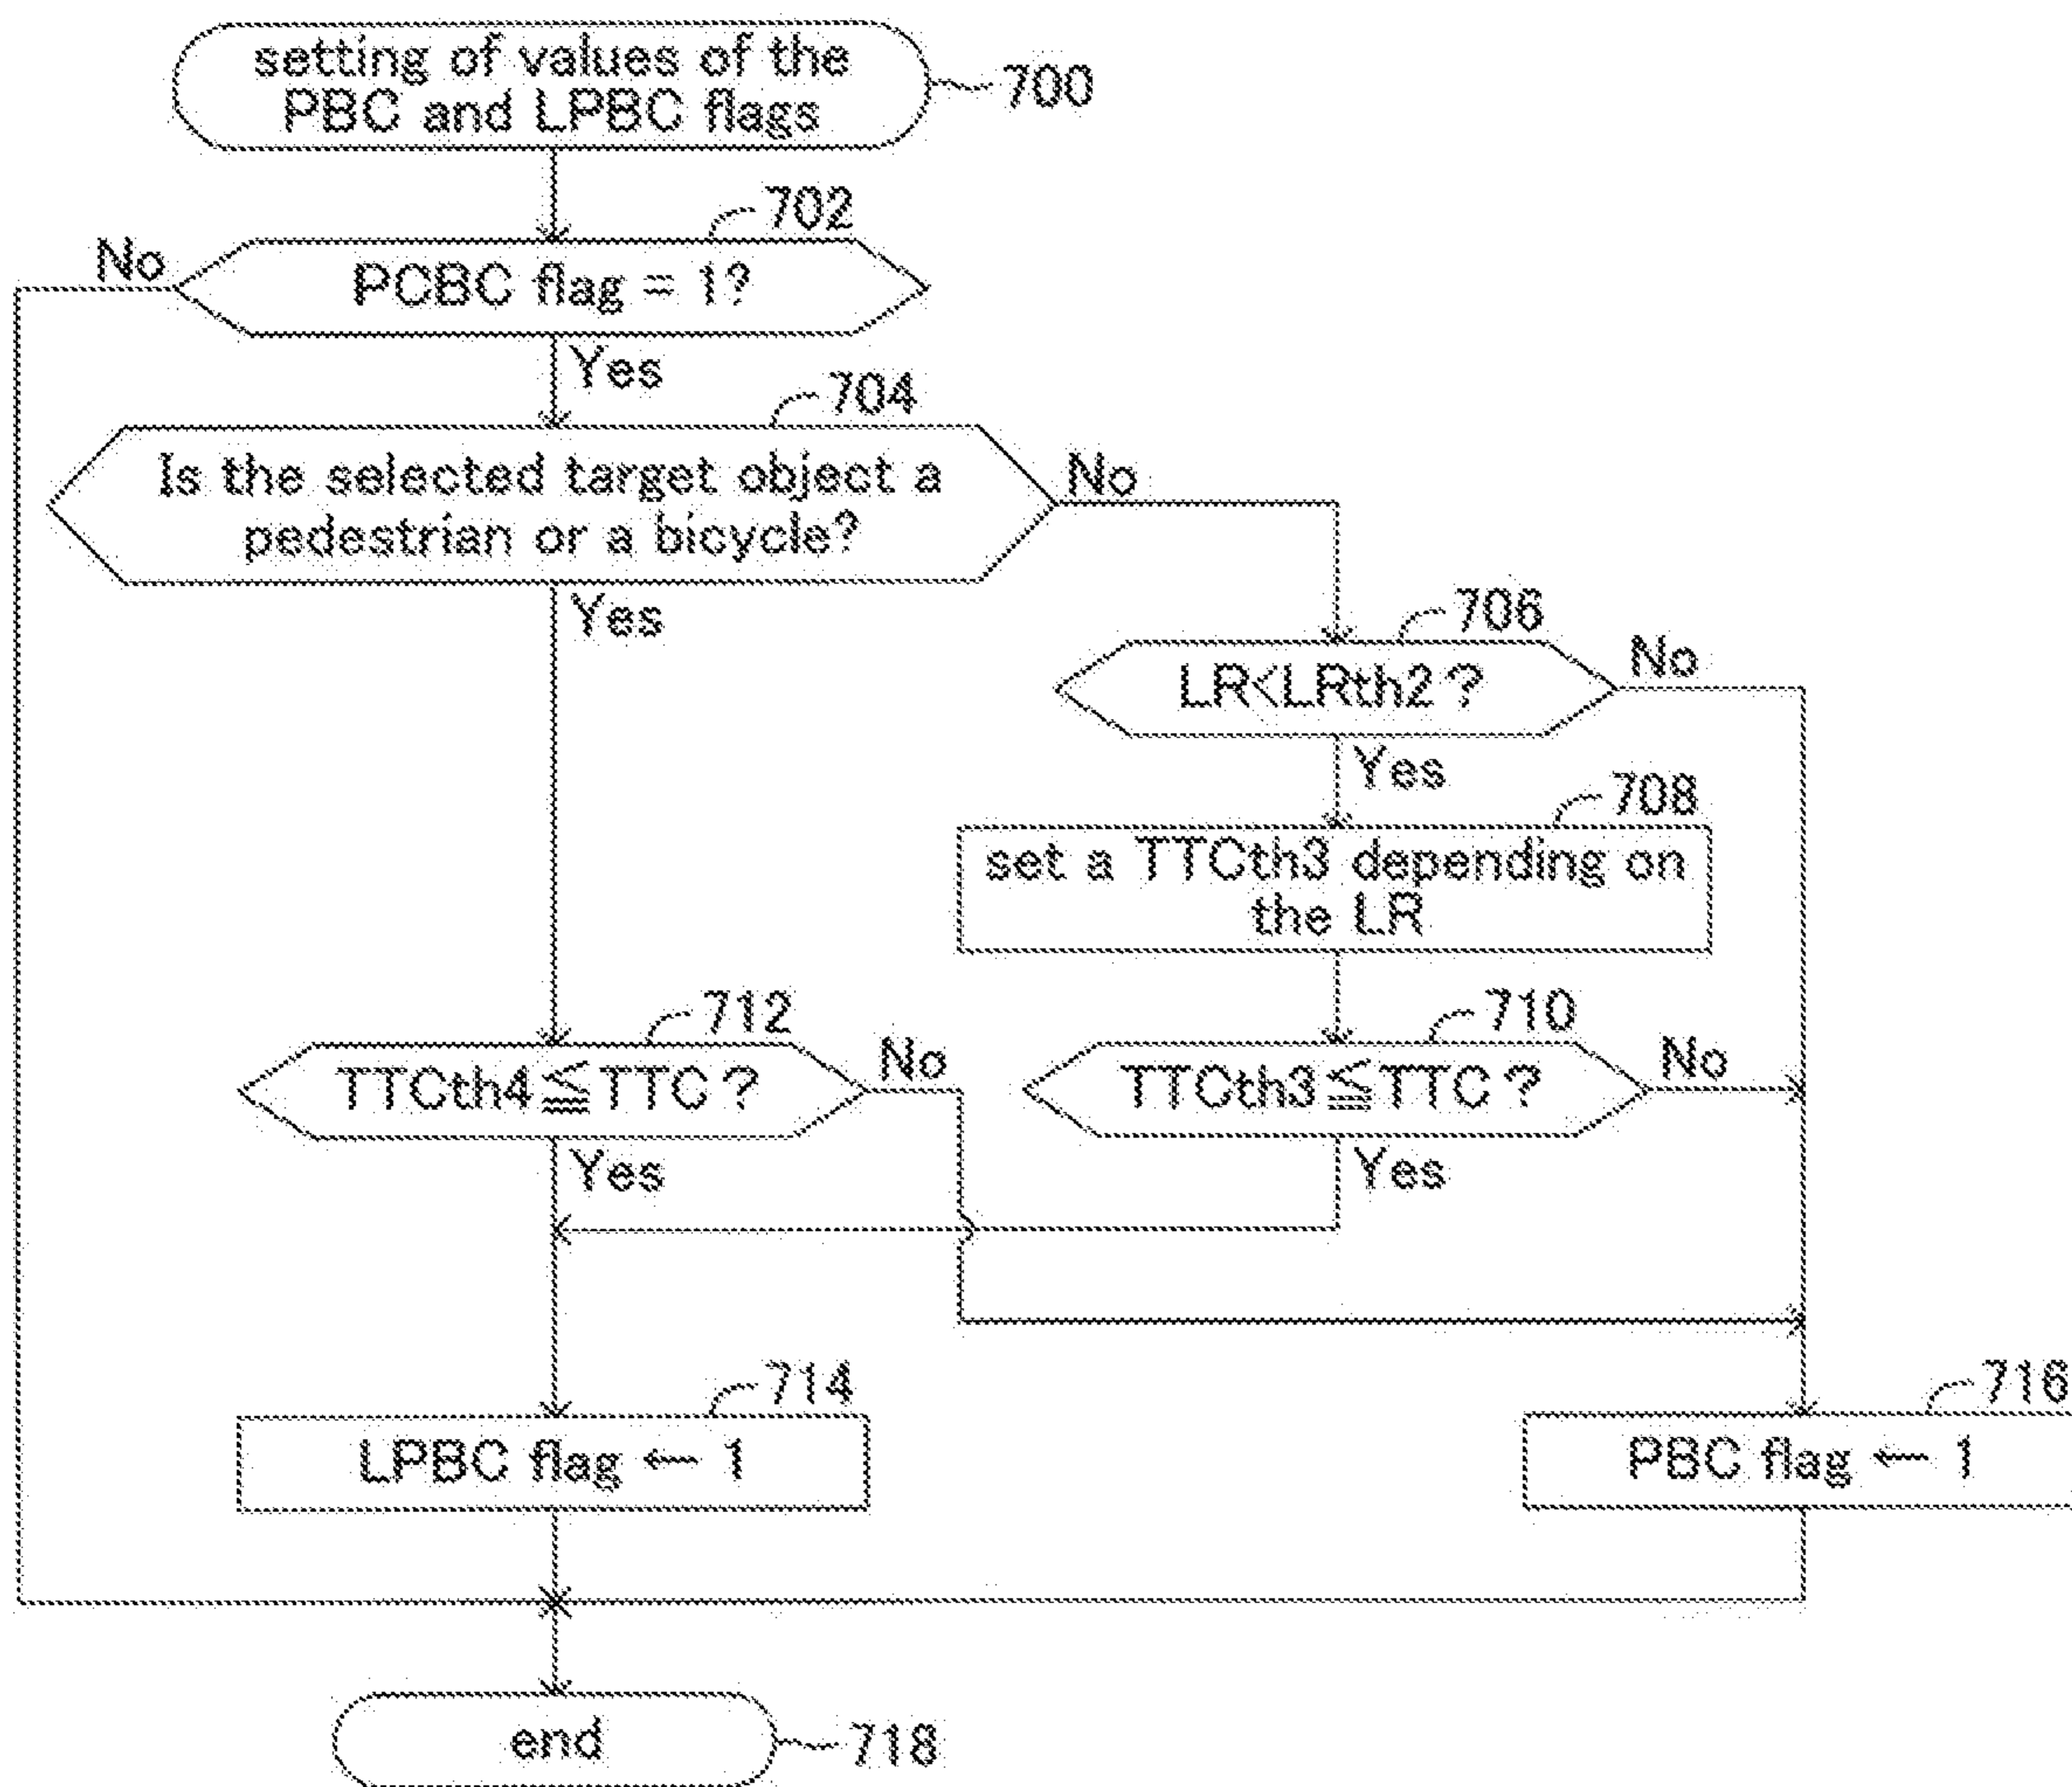 setting of values of the
PBC and LPBC flags
700
702
No
PCBC flag = 1?
Yes
704
Is the selected target object a
pedestrian or a bicycle?
No
Yes
706
LR<LRth2?
No
Yes
708
set a TTCth3 depending on
the LR
712
TTCth4≦TTC?
No
Yes
710
TTCth3≦TTC?
No
Yes
714
LPBC flag ← 1
716
PBC flag ← 1
end
718